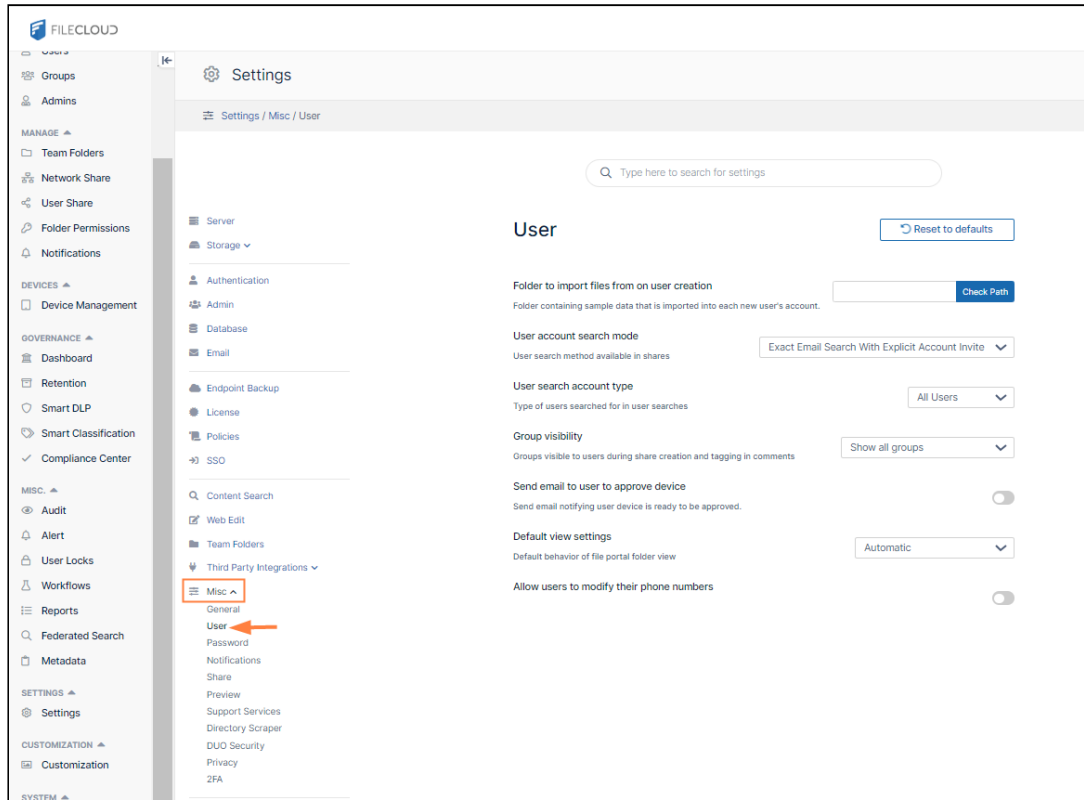 FILECLOUD
Users
Groups
Admins
MANAGE
Team Folders
Network Share
User Share
Folder Permissions
Notifications
DEVICES
Device Management
GOVERNANCE
Dashboard
Retention
Smart DLP
Smart Classification
Compliance Center
MISC.
Audit
Alert
User Locks
Workflows
Reports
Federated Search
Metadata
SETTINGS
Settings
CUSTOMIZATION
Customization
SYSTEM
Settings
Settings / Misc / User
Type here to search for settings
Server
Storage
Authentication
Admin
Database
Email
Endpoint Backup
License
Policies
SSO
Content Search
Web Edit
Team Folders
Third Party Integrations
Misc
General
User
Password
Notifications
Share
Preview
Support Services
Directory Scraper
DUO Security
Privacy
2FA
User
Reset to defaults
Folder to import files from on user creation
Check Path
Folder containing sample data that is imported into each new user's account.
User account search mode
Exact Email Search With Explicit Account Invite
User search method available in shares
User search account type
All Users
Type of users searched for in user searches
Group visibility
Show all groups
Groups visible to users during share creation and tagging in comments
Send email to user to approve device
Send email notifying user device is ready to be approved.
Default view settings
Automatic
Default behavior of file portal folder view
Allow users to modify their phone numbers